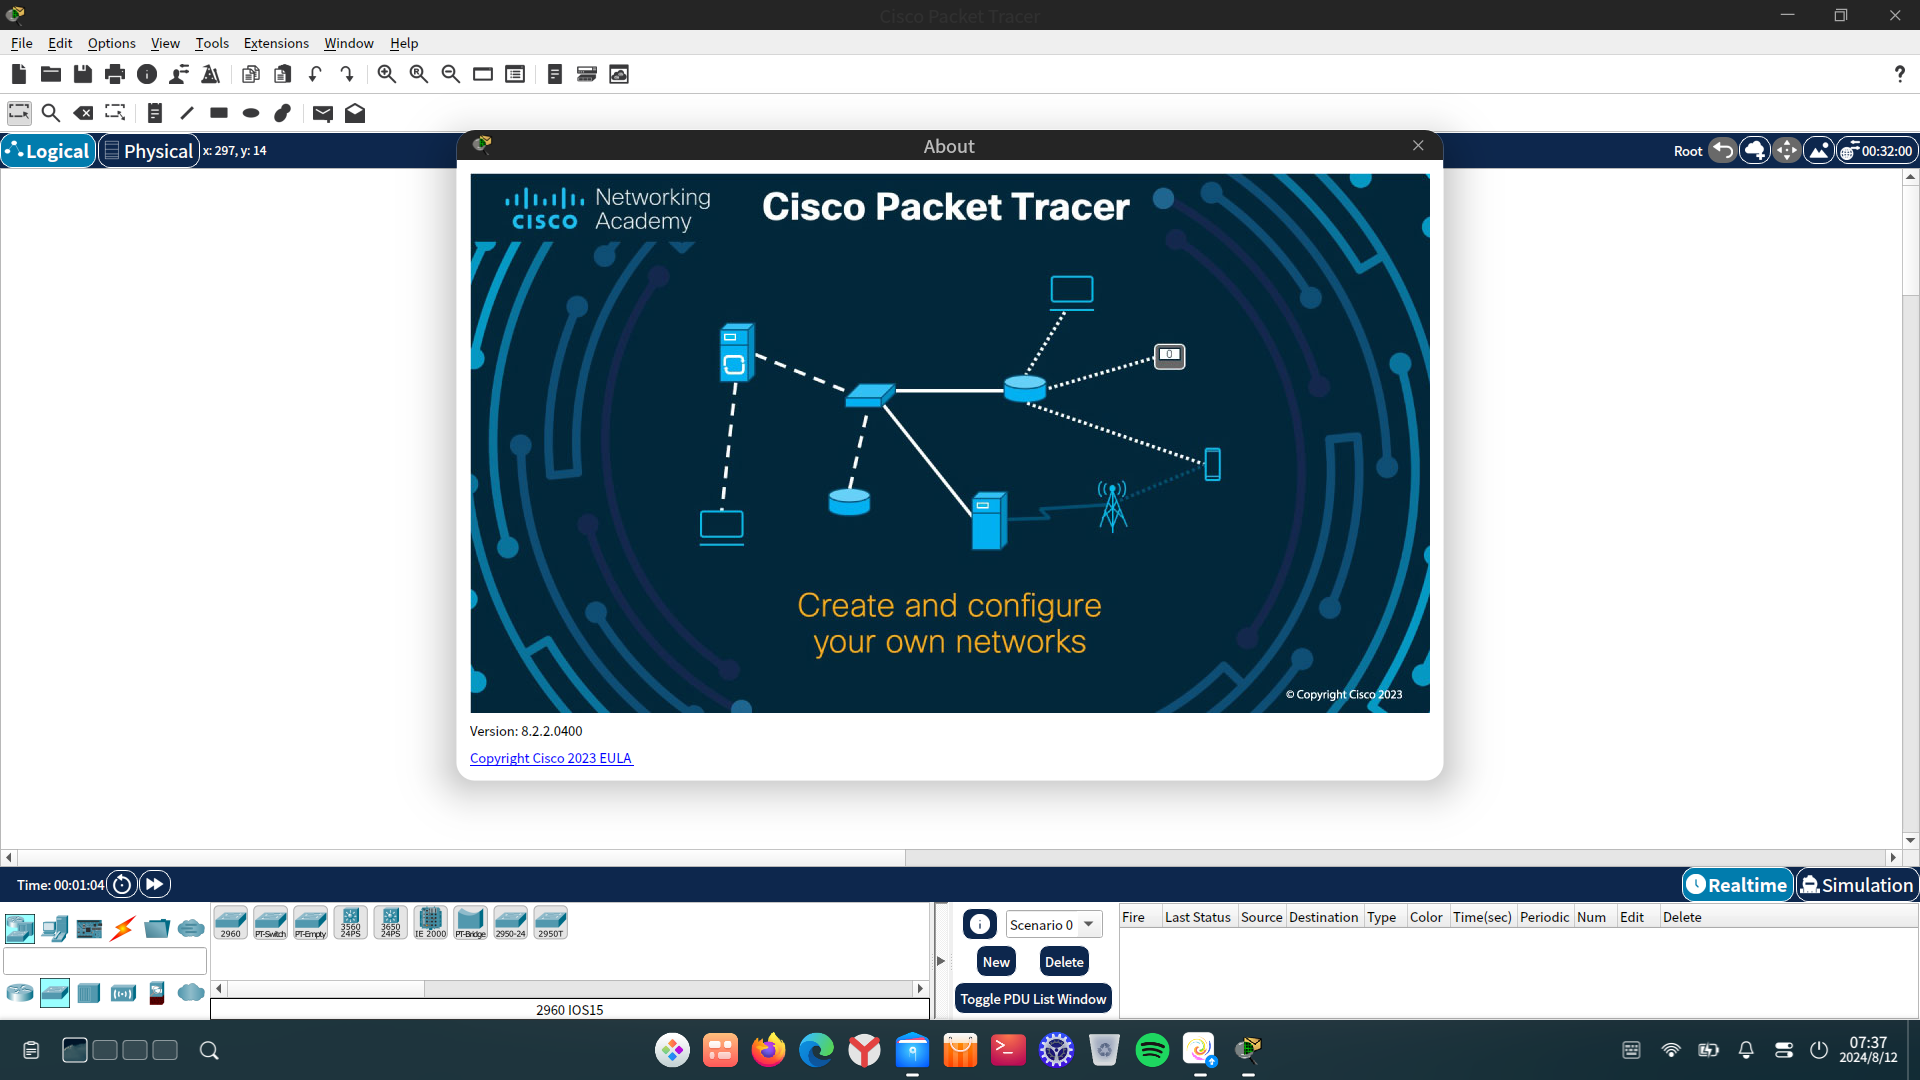 Cisco Packet Tracer
File Edit Options View Tools Extensions Window Help
?
Logical Physical x: 297, y: 14
Root 00:32:00
About
CISCO Networking Academy
Cisco Packet Tracer
0
Create and configure
your own networks
© Copyright Cisco 2023
Version: 8.2.2.0400
Copyright Cisco 2023 EULA
Time: 00:01:04
Realtime Simulation
2960 PT-Switch PT-Empty 3560 24PS 3650 24PS IE 2000 PT-Bridge 2950-24 2950T
2960 IOS15
Scenario 0
New Delete
Toggle PDU List Window
Fire Last Status Source Destination Type Color Time(sec) Periodic Num Edit Delete
07:37
2024/8/12